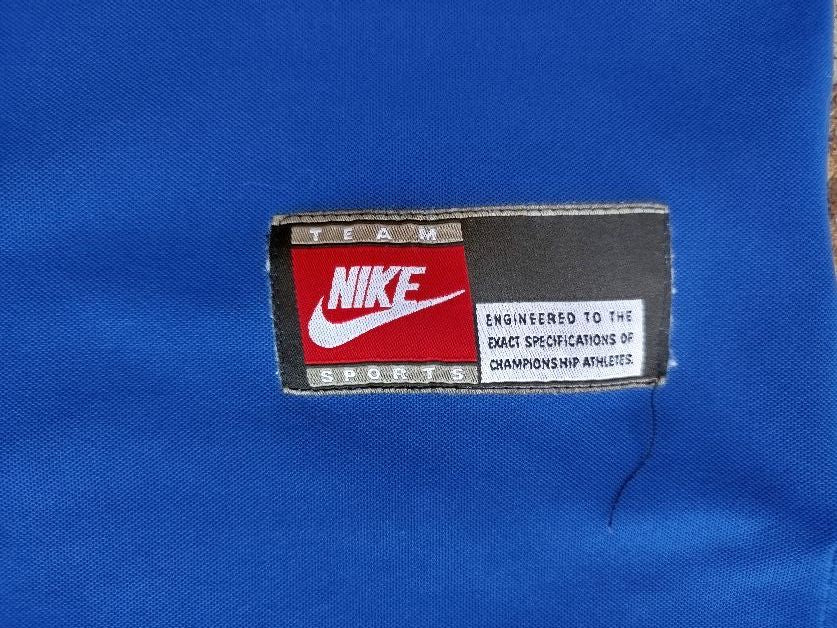 TEAM
NIKE
SPORTS
ENGINEERED TO THE
EXACT SPECIFICATIONS OF
CHAMPIONSHIP ATHLETES.